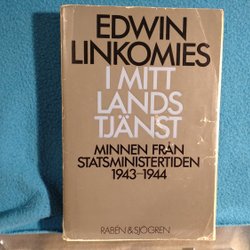 EDWIN
LINKOMIES
I MITT
LANDS
TJÄNST
MINNEN FRÅN
STATSMINISTERTIDEN
1943-1944
RABÉN & SJÖGREN